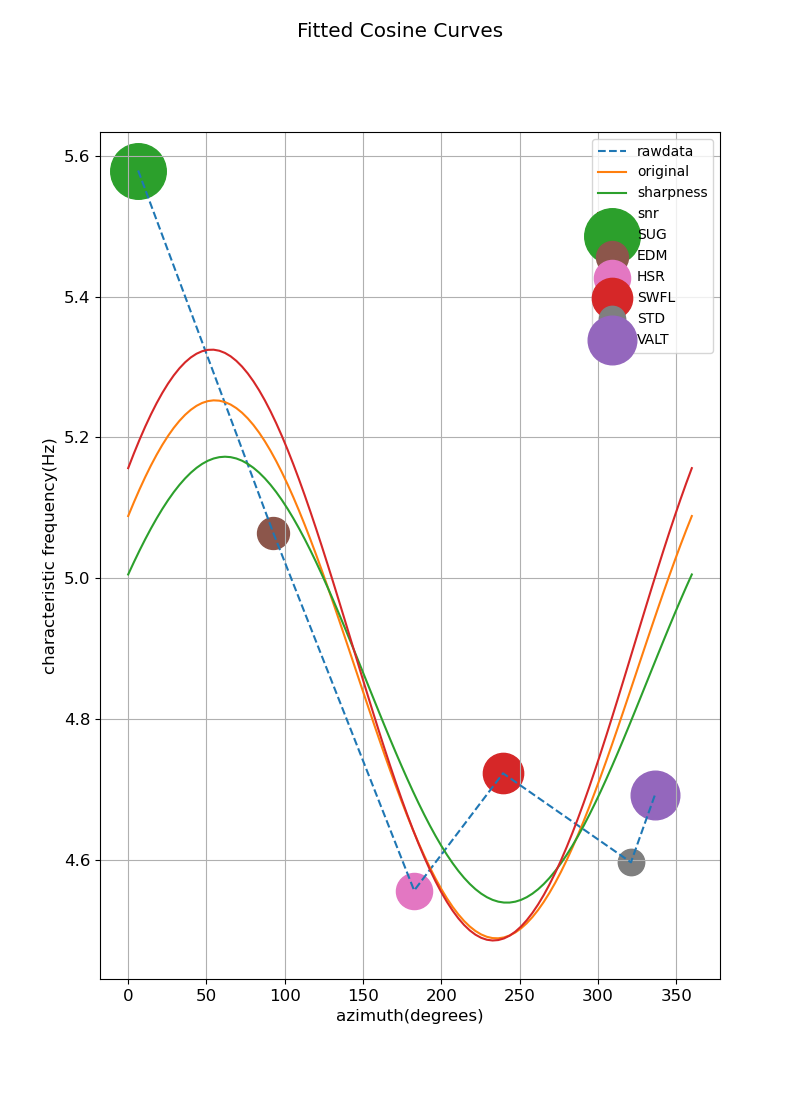 Fitted Cosine Curves
rawdata
original
sharpness
snr
SUG
EDM
HSR
SWFL
STD
VALT
5.6
5.4
5.2
5.0
4.8
4.6
characteristic frequency(Hz)
0 50 100 150 200 250 300 350
azimuth(degrees)